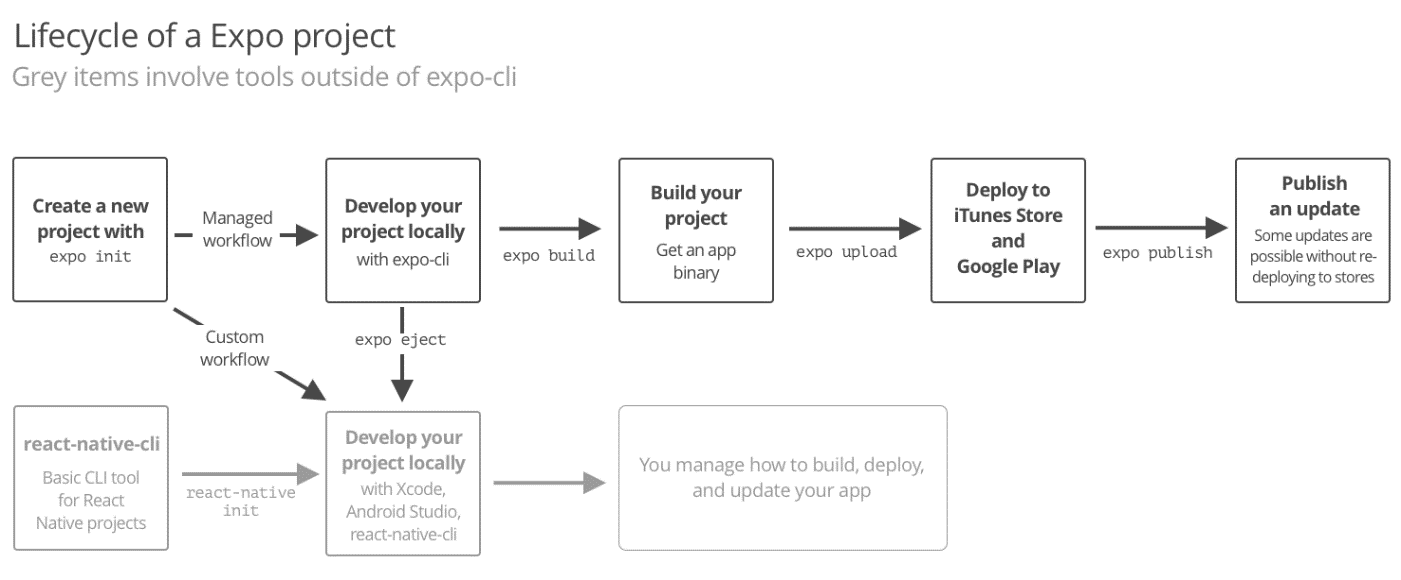 Lifecycle of a Expo project
Grey items involve tools outside of expo-cli
Create a new
project with
expo init
Managed
workflow
Develop your
project locally
with expo-cli
expo build
Build your
project
Get an app
binary
expo upload
Deploy to
iTunes Store
and
Google Play
expo publish
Publish
an update
Some updates are
possible without re-
deploying to stores
Custom
workflow
expo eject
react-native-cli
Basic CLI tool
for React
Native projects
react-native
init
Develop your
project locally
with Xcode,
Android Studio,
react-native-cli
You manage how to build, deploy,
and update your app